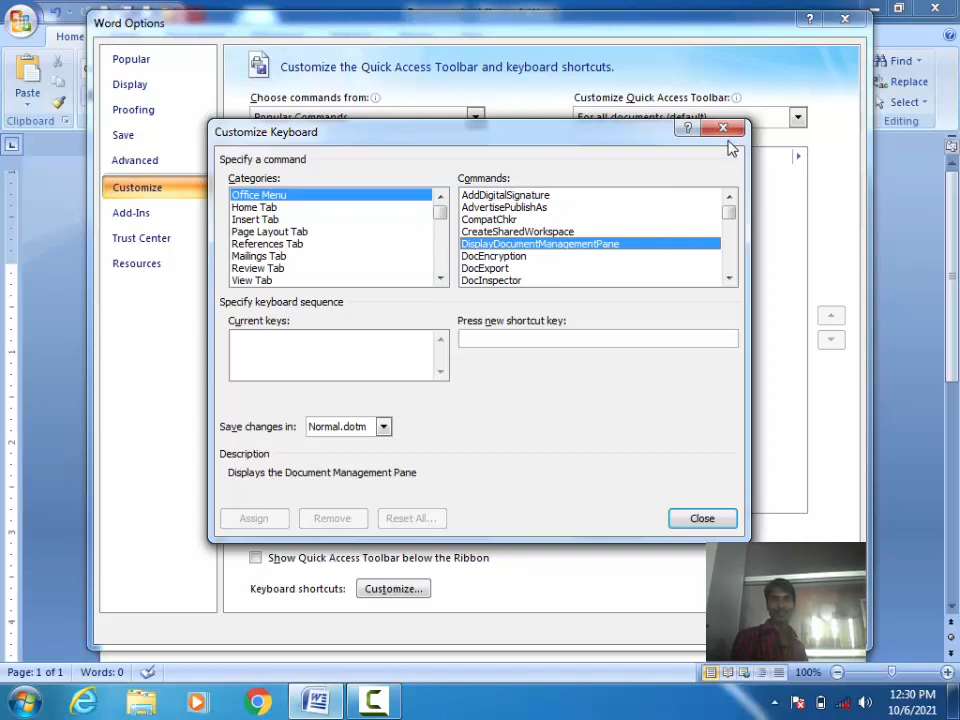 Word Options
Home
Paste
Clipboard
Find
Replace
Select
Editing
Popular
Display
Proofing
Save
Advanced
Customize
Add-Ins
Trust Center
Resources
Customize the Quick Access Toolbar and keyboard shortcuts.
Choose commands from:
Customize Quick Access Toolbar:
Popular Commands
For all documents (default)
Customize Keyboard
Specify a command
Categories:
Commands:
Office Menu
Home Tab
Insert Tab
Page Layout Tab
References Tab
Mailings Tab
Review Tab
View Tab
AddDigitalSignature
AdvertisePublishAs
CompatChkr
CreateSharedWorkspace
DisplayDocumentManagementPane
DocEncryption
DocExport
DocInspector
Specify keyboard sequence
Current keys:
Press new shortcut key:
Save changes in: Normal.dotm
Description
Displays the Document Management Pane
Assign
Remove
Reset All...
Close
Show Quick Access Toolbar below the Ribbon
Keyboard shortcuts: Customize...
Page: 1 of 1
Words: 0
100%
12:30 PM
10/6/2021